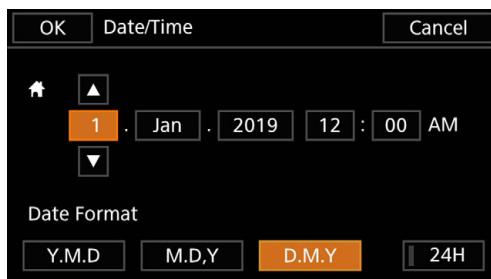 OK Date/Time Cancel
1 . Jan . 2019 12 : 00 AM
Date Format
Y.M.D M.D,Y D.M.Y 24H